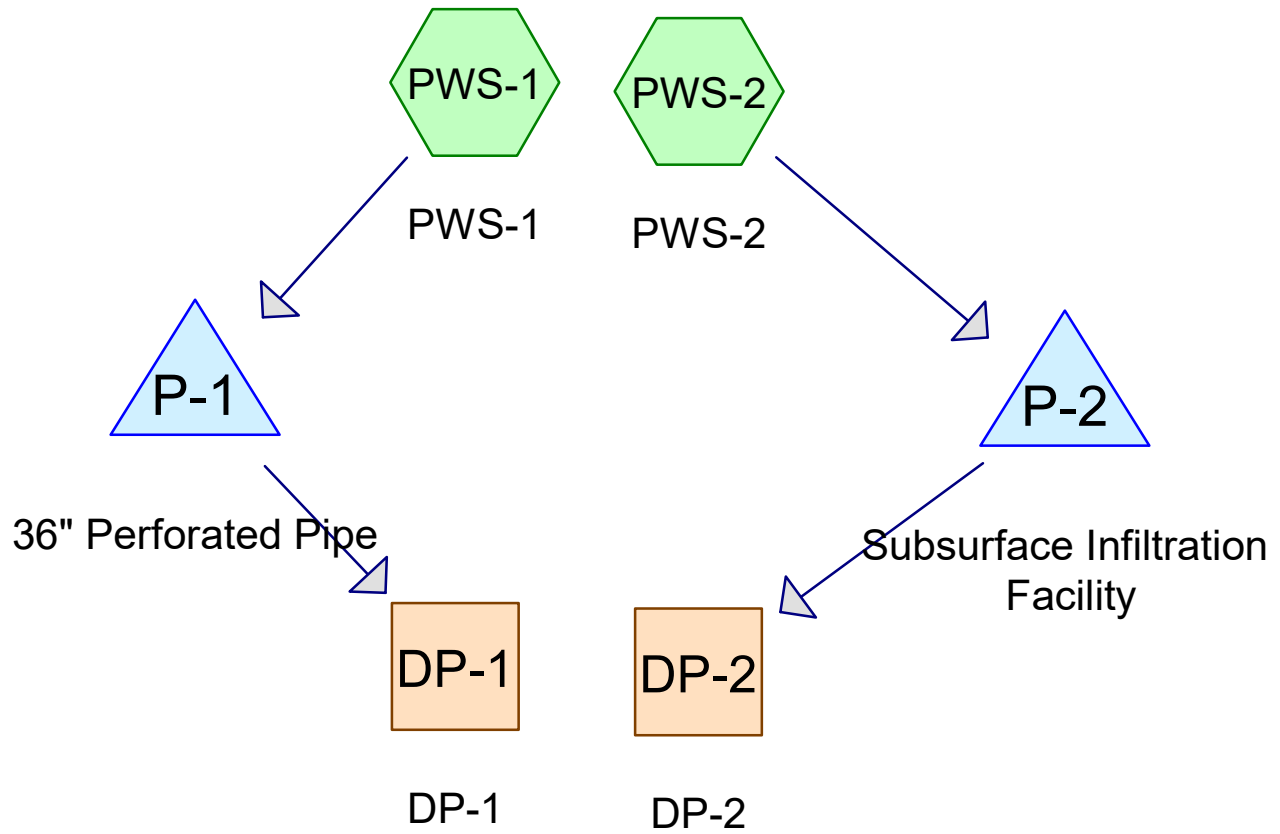 PWS-1
PWS-2
PWS-1
PWS-2
P-1
P-2
36" Perforated Pipe
Subsurface Infiltration
Facility
DP-1
DP-2
DP-1
DP-2